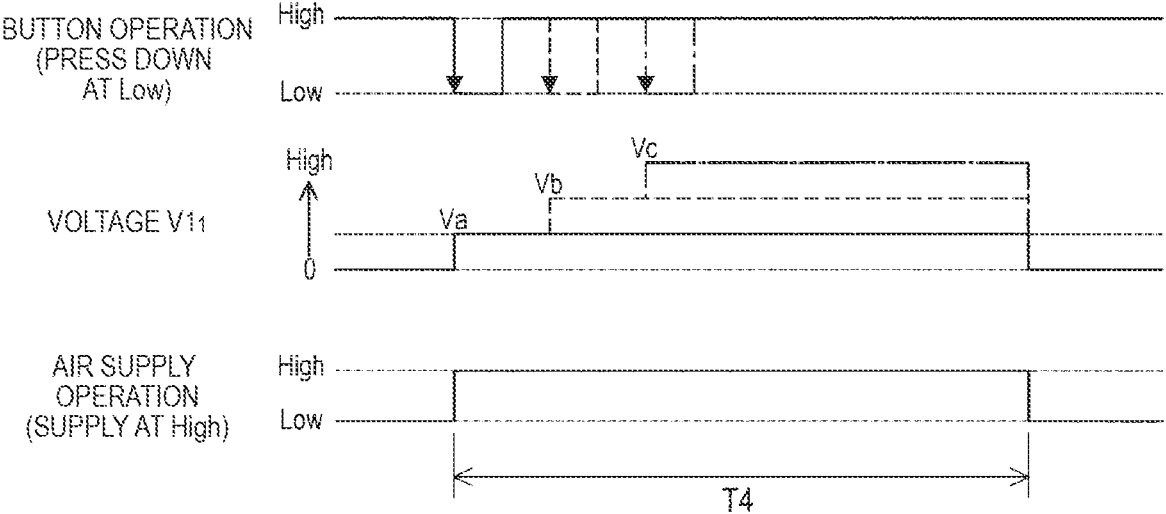 BUTTON OPERATION
(PRESS DOWN
AT Low)
High
Low
VOLTAGE V11
High
0
Va
Vb
Vc
AIR SUPPLY
OPERATION
(SUPPLY AT High)
High
Low
T4